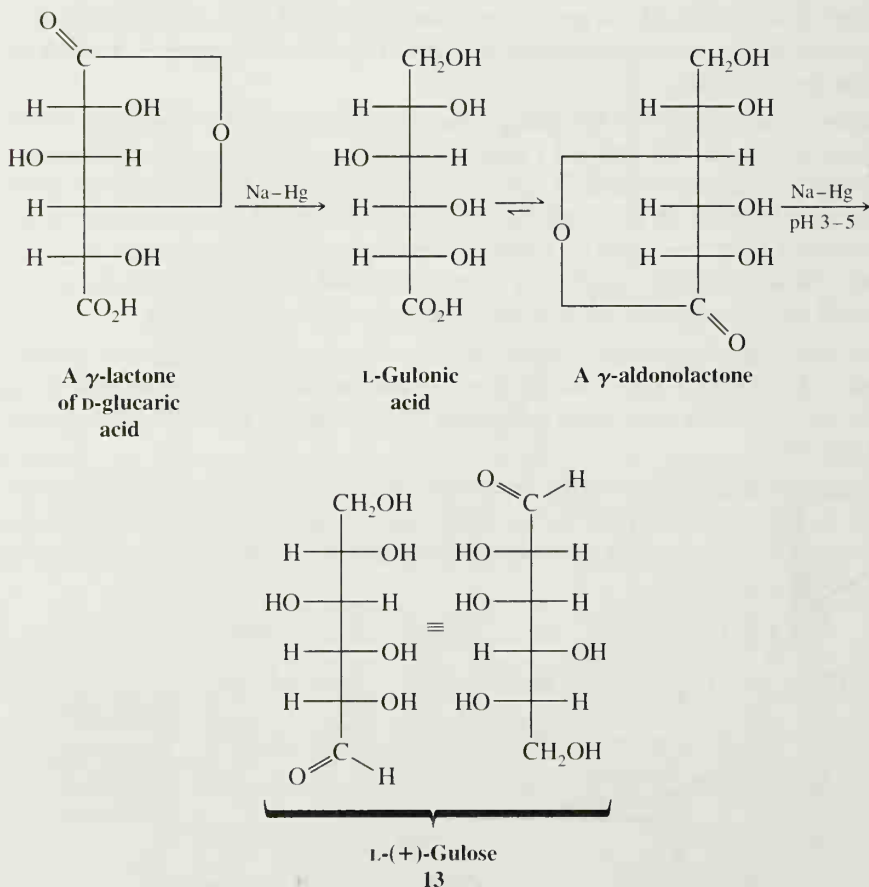 O
C CH₂OH CH₂OH
H OH H OH H OH
O
HO H HO H H
Na–Hg Na–Hg
H H OH H OH pH 3–5
O
H OH H OH H OH
CO₂H CO₂H C
O
A γ-lactone L-Gulonic A γ-aldonolactone
of D-glucaric acid
acid
O H
CH₂OH C
H OH HO H
HO H HO H
≡
H OH H OH
H OH HO H
C CH₂OH
O H
L-(+)-Gulose
13